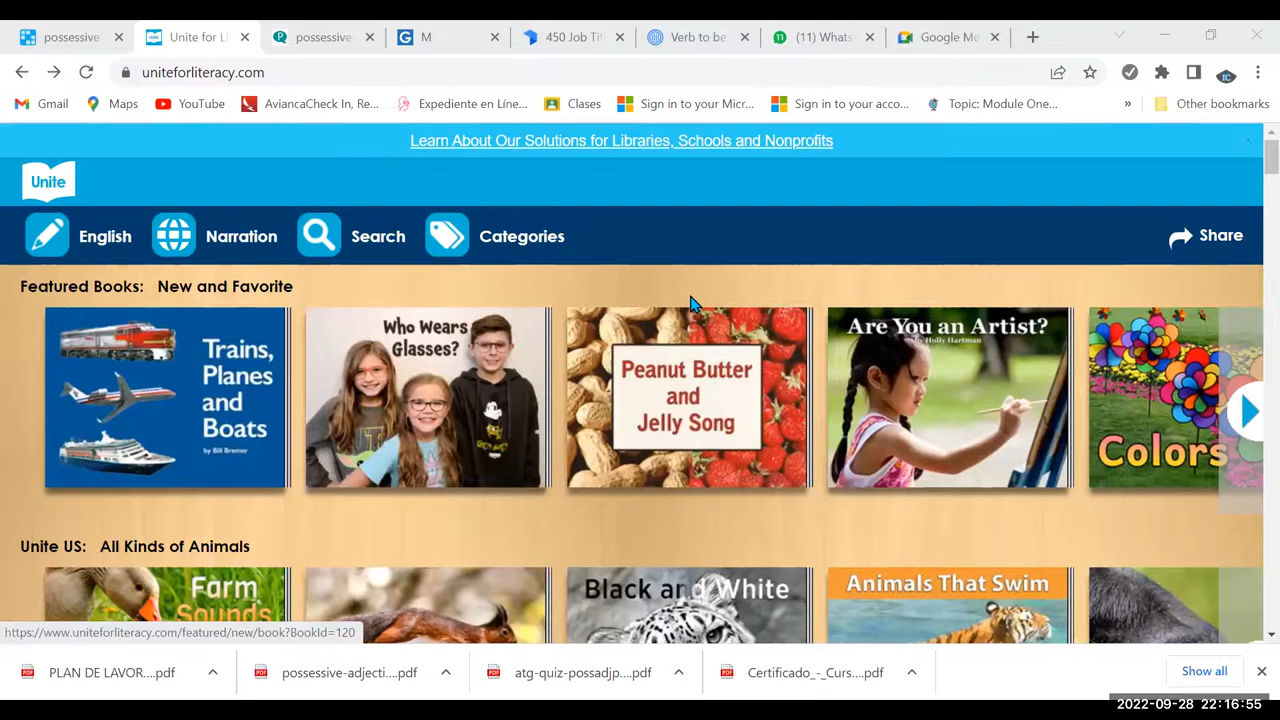 possessive
Unite for Li
possessive
M
450 Job Tit
Verb to be
(11) Whats
Google Me
uniteforliteracy.com
Gmail
Maps
YouTube
AviancaCheck In, Re...
Expediente en Líne...
Clases
Sign in to your Micr...
Sign in to your acco...
Topic: Module One...
»
Other bookmarks
Learn About Our Solutions for Libraries, Schools and Nonprofits
Unite
English
Narration
Search
Categories
Share
Featured Books: New and Favorite
Trains,
Planes
and
Boats
by Bill Bremer
Who Wears
Glasses?
Peanut Butter
and
Jelly Song
Are You an Artist?
by Holly Hartman
Colors
Unite US: All Kinds of Animals
Farm
Sounds
Black and White
Animals That Swim
https://www.uniteforliteracy.com/featured/new/book?BookId=120
PLAN DE LAVOR....pdf
possessive-adjecti....pdf
atg-quiz-possadjp....pdf
Certificado_-_Curs....pdf
Show all
2022-09-28 22:16:55